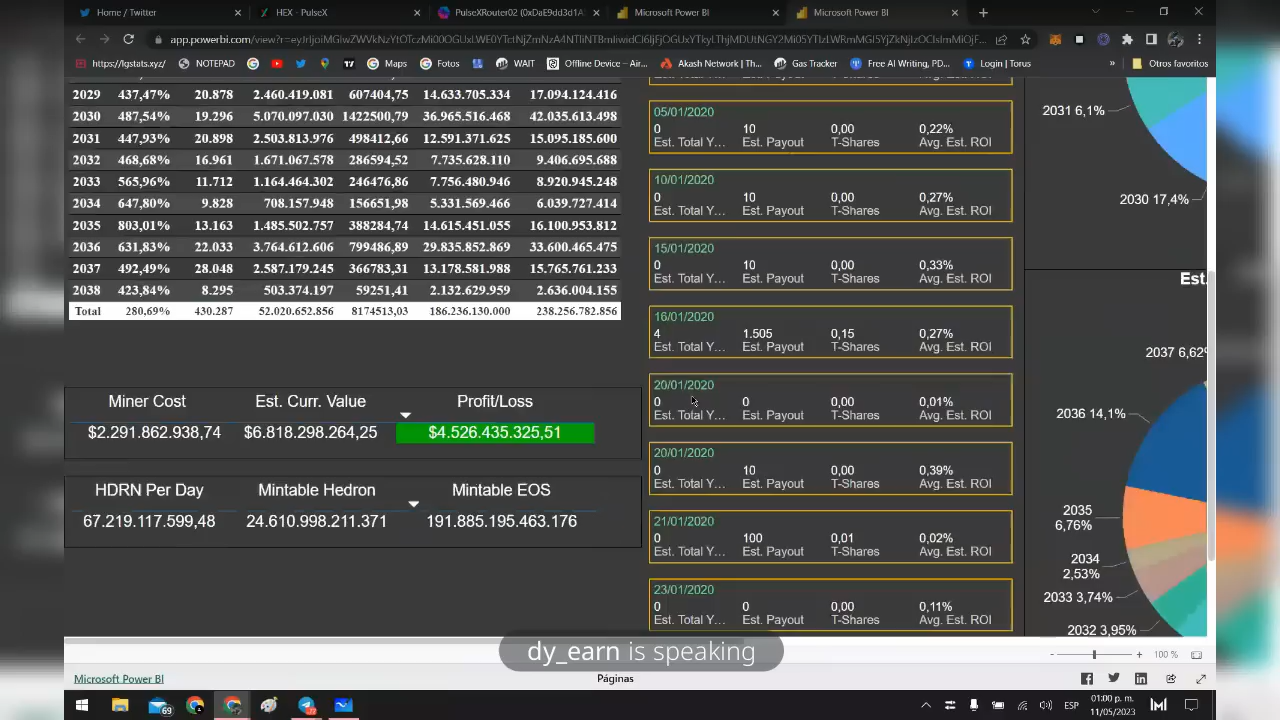 Home / Twitter
HEX - PulseX
PulseXRouter02 (0xDaE9dd3d1A
Microsoft Power BI
Microsoft Power BI
https://lgstats.xyz/
NOTEPAD
Maps
Fotos
WAIT
Offline Device – Air...
Akash Network | Th...
Gas Tracker
Free AI Writing, PD...
Login | Torus
»
Otros favoritos
2029 437,47% 20.878 2.460.419.081 607404,75 14.633.705.334 17.094.124.416
2030 487,54% 19.296 5.070.097.030 1422500,79 36.965.516.468 42.035.613.498
2031 447,93% 20.898 2.503.813.976 498412,66 12.591.371.625 15.095.185.600
2032 468,68% 16.961 1.671.067.578 286594,52 7.735.628.110 9.406.695.688
2033 565,96% 11.712 1.164.464.302 246476,86 7.756.480.946 8.920.945.248
2034 647,80% 9.828 708.157.948 156651,98 5.331.569.466 6.039.727.414
2035 803,01% 13.163 1.485.502.757 388284,74 14.615.451.055 16.100.953.812
2036 631,83% 22.033 3.764.612.606 799486,89 29.835.852.869 33.600.465.475
2037 492,49% 28.048 2.587.179.245 366783,31 13.178.581.988 15.765.761.233
2038 423,84% 8.295 503.374.197 59251,41 2.132.629.959 2.636.004.155
Total 280,69% 430.287 52.020.652.856 8174513,03 186.236.130.000 238.256.782.856
Miner Cost Est. Curr. Value Profit/Loss
$2.291.862.938,74 $6.818.298.264,25 $4.526.435.325,51
HDRN Per Day Mintable Hedron Mintable EOS
67.219.117.599,48 24.610.998.211.371 191.885.195.463.176
05/01/2020
0 10 0,00 0,22%
Est. Total Y... Est. Payout T-Shares Avg. Est. ROI
10/01/2020
0 10 0,00 0,27%
Est. Total Y... Est. Payout T-Shares Avg. Est. ROI
15/01/2020
0 10 0,00 0,33%
Est. Total Y... Est. Payout T-Shares Avg. Est. ROI
16/01/2020
4 1.505 0,15 0,27%
Est. Total Y... Est. Payout T-Shares Avg. Est. ROI
20/01/2020
0 0 0,00 0,01%
Est. Total Y... Est. Payout T-Shares Avg. Est. ROI
20/01/2020
0 10 0,00 0,39%
Est. Total Y... Est. Payout T-Shares Avg. Est. ROI
21/01/2020
0 100 0,01 0,02%
Est. Total Y... Est. Payout T-Shares Avg. Est. ROI
23/01/2020
0 0 0,00 0,11%
Est. Total Y... Est. Payout T-Shares Avg. Est. ROI
2031 6,1%
2030 17,4%
Est.
2037 6,62%
2036 14,1%
2035
6,76%
2034
2,53%
2033 3,74%
2032 3,95%
dy_earn is speaking
- + 100 %
Microsoft Power BI
Páginas
69
ESP
01:00 p. m.
11/05/2023